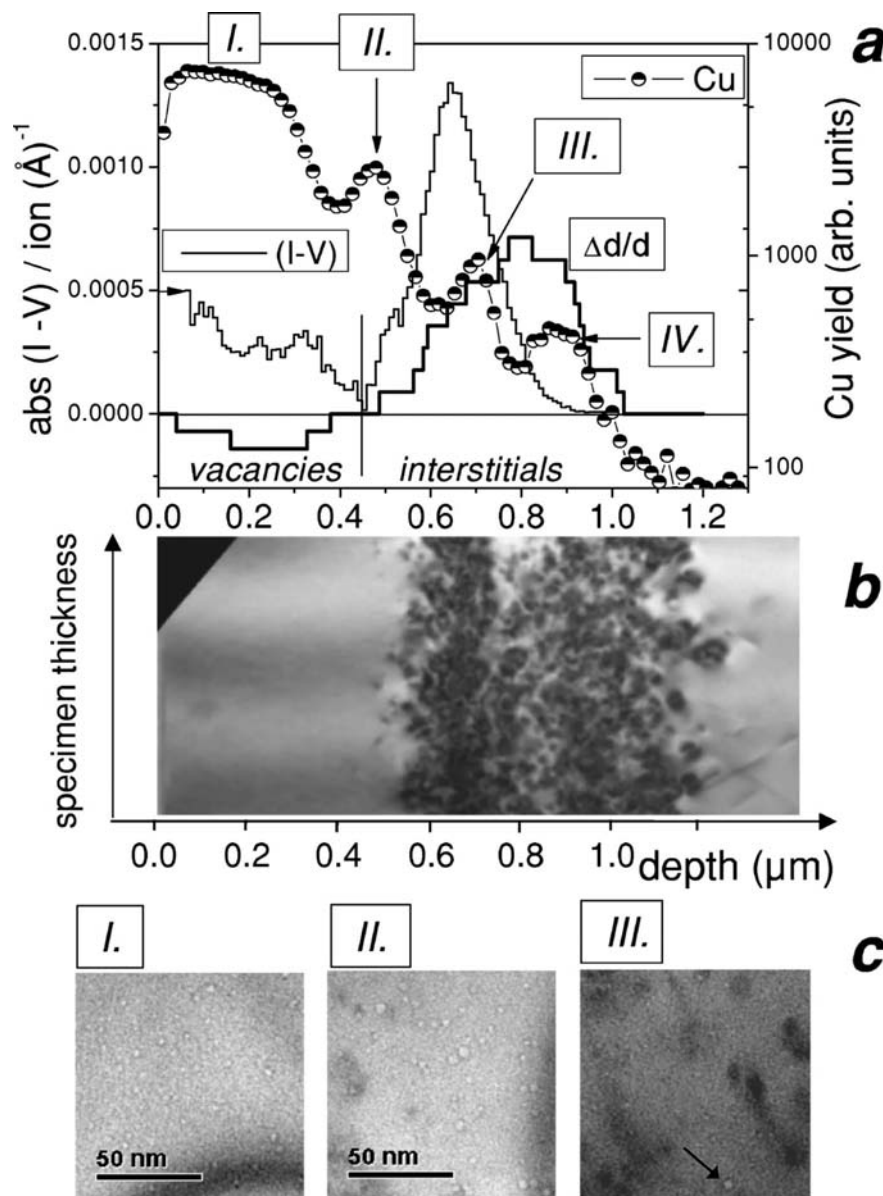 a
I.
II.
III.
IV.
Cu
(I-V)
Δd/d
vacancies
interstitials
abs (I -V) / ion (Å)-1
0.0015
0.0010
0.0005
0.0000
Cu yield (arb. units)
10000
1000
100
0.0 0.2 0.4 0.6 0.8 1.0 1.2
b
specimen thickness
0.0 0.2 0.4 0.6 0.8 1.0 depth (µm)
c
I.
II.
III.
50 nm
50 nm